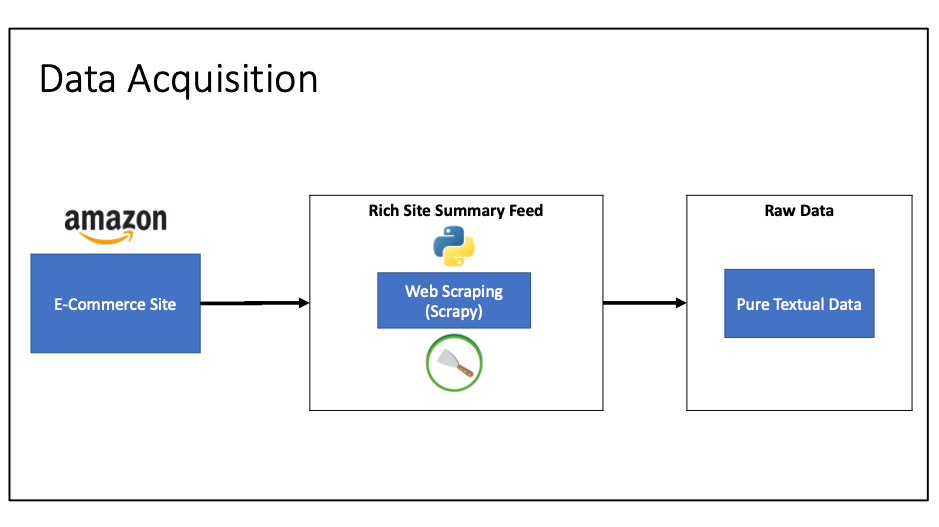 Data Acquisition
amazon
E-Commerce Site
Rich Site Summary Feed
Web Scraping
(Scrapy)
Raw Data
Pure Textual Data